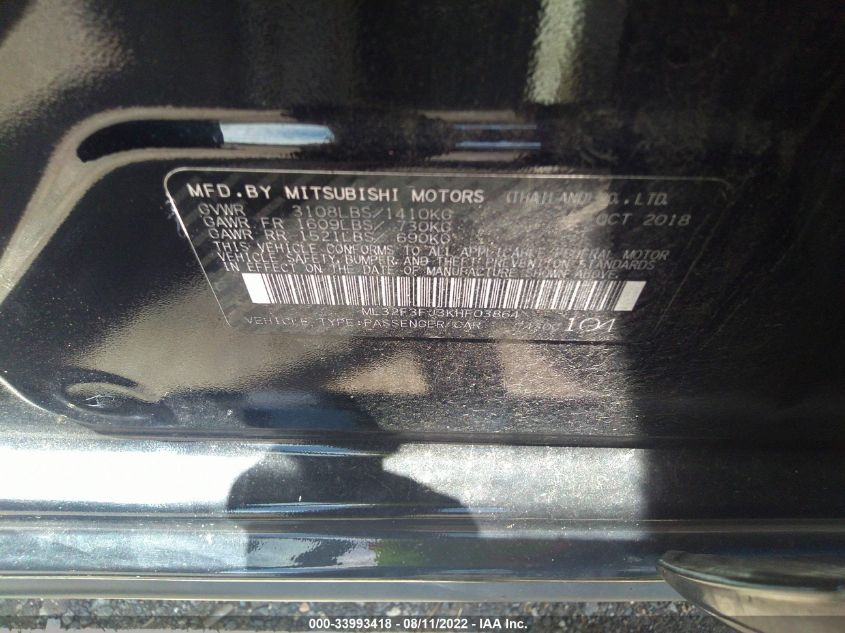 MFD.BY MITSUBISHI MOTORS (THAILAND) CO.,LTD.
GVWR 3108LBS/1410KG OCT 2018
GAWR FR 1609LBS/ 730KG
GAWR RR 1521LBS/ 690KG
THIS VEHICLE CONFORMS TO ALL APPLICABLE FEDERAL MOTOR
VEHICLE SAFETY, BUMPER, AND THEFT PREVENTION STANDARDS
IN EFFECT ON THE DATE OF MANUFACTURE SHOWN ABOVE
ML32F3FJ3KHF03864
VEHICLE TYPE:PASSENGER CAR 104
000-33993418 - 08/11/2022 - IAA Inc.